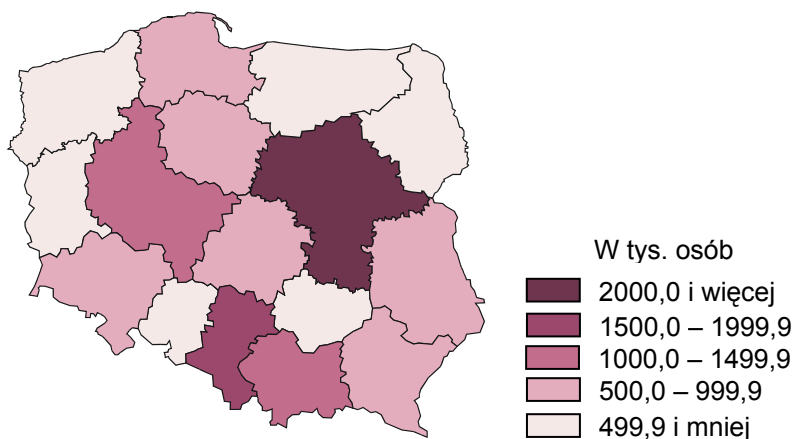 W tys. osób
2000,0 i więcej
1500,0 – 1999,9
1000,0 – 1499,9
500,0 – 999,9
499,9 i mniej